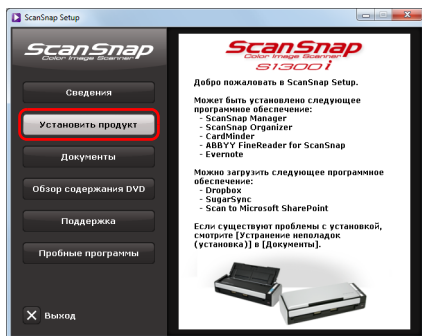 ScanSnap Setup
ScanSnap
Color Image Scanner
Сведения
Установить продукт
Документы
Обзор содержания DVD
Поддержка
Пробные программы
Выход
ScanSnap
Color Image Scanner
S1300i
Добро пожаловать в ScanSnap Setup.
Может быть установлено следующее
программное обеспечение:
- ScanSnap Manager
- ScanSnap Organizer
- CardMinder
- ABBYY FineReader for ScanSnap
- Evernote
Можно загрузить следующее программное
обеспечение:
- Dropbox
- SugarSync
- Scan to Microsoft SharePoint
Если существуют проблемы с установкой,
смотрите [Устранение неполадок
(установка)] в [Документы].